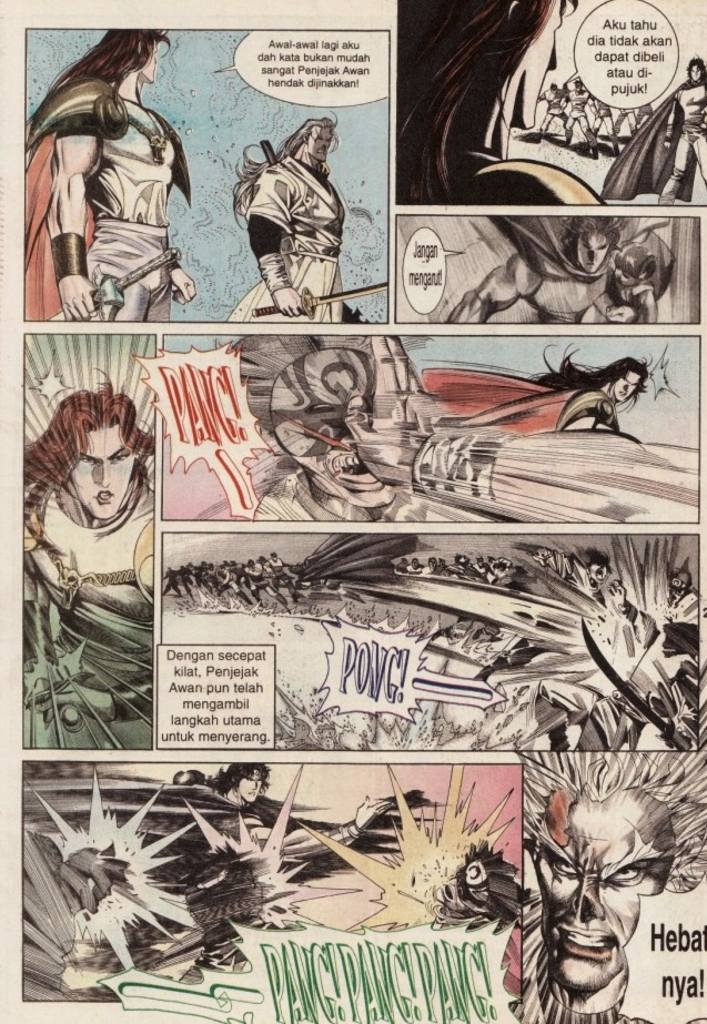 Awal-awal lagi aku
dah kata bukan mudah
sangat Penjejak Awan
hendak dijinakkan!
Aku tahu
dia tidak akan
dapat dibeli
atau di-
pujuk!
Jangan
mengarut!
PANG!
PONG!
Dengan secepat
kilat, Penjejak
Awan pun telah
mengambil
langkah utama
untuk menyerang.
PANG! PANG! PANG!
Hebat
nya!